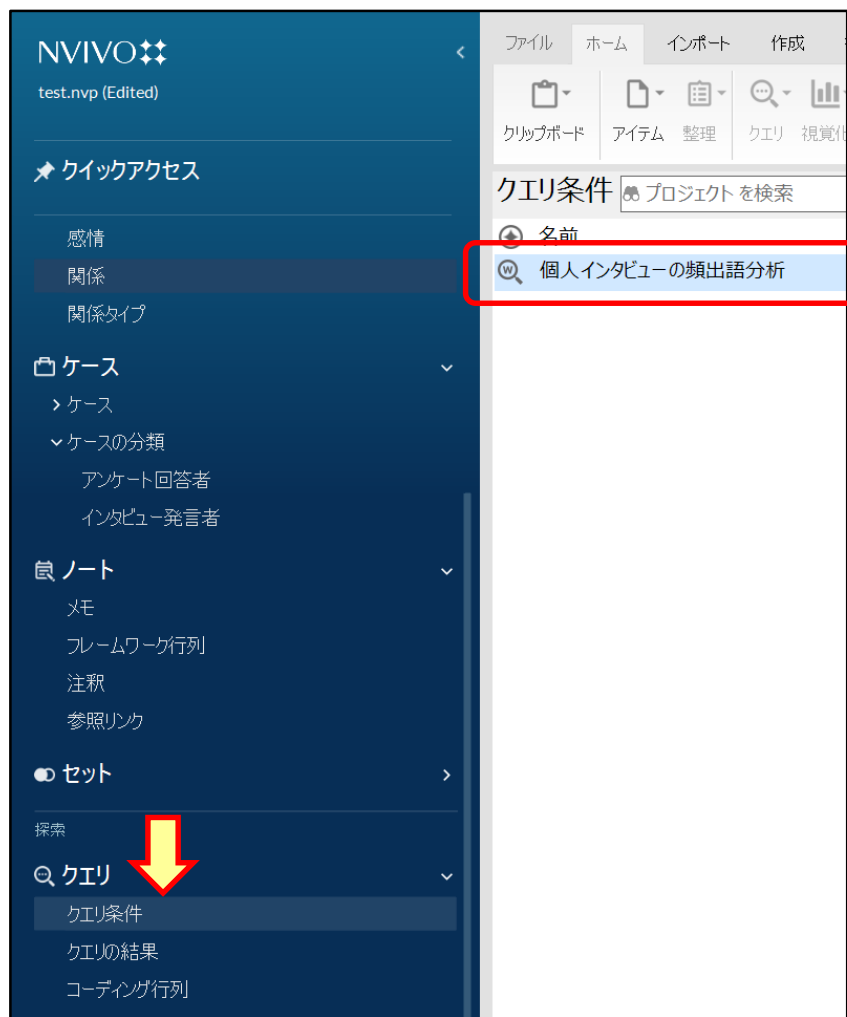 NVIVO
test.nvp (Edited)
クイックアクセス
感情
関係
関係タイプ
ケース
ケース
ケースの分類
アンケート回答者
インタビュー発言者
ノート
メモ
フレームワーク行列
注釈
参照リンク
セット
探索
クエリ
クエリ条件
クエリの結果
コーディング行列
ファイル ホーム インポート 作成
クリップボード アイテム 整理 クエリ 視覚化
クエリ条件 プロジェクト を検索
名前
W 個人インタビューの頻出語分析